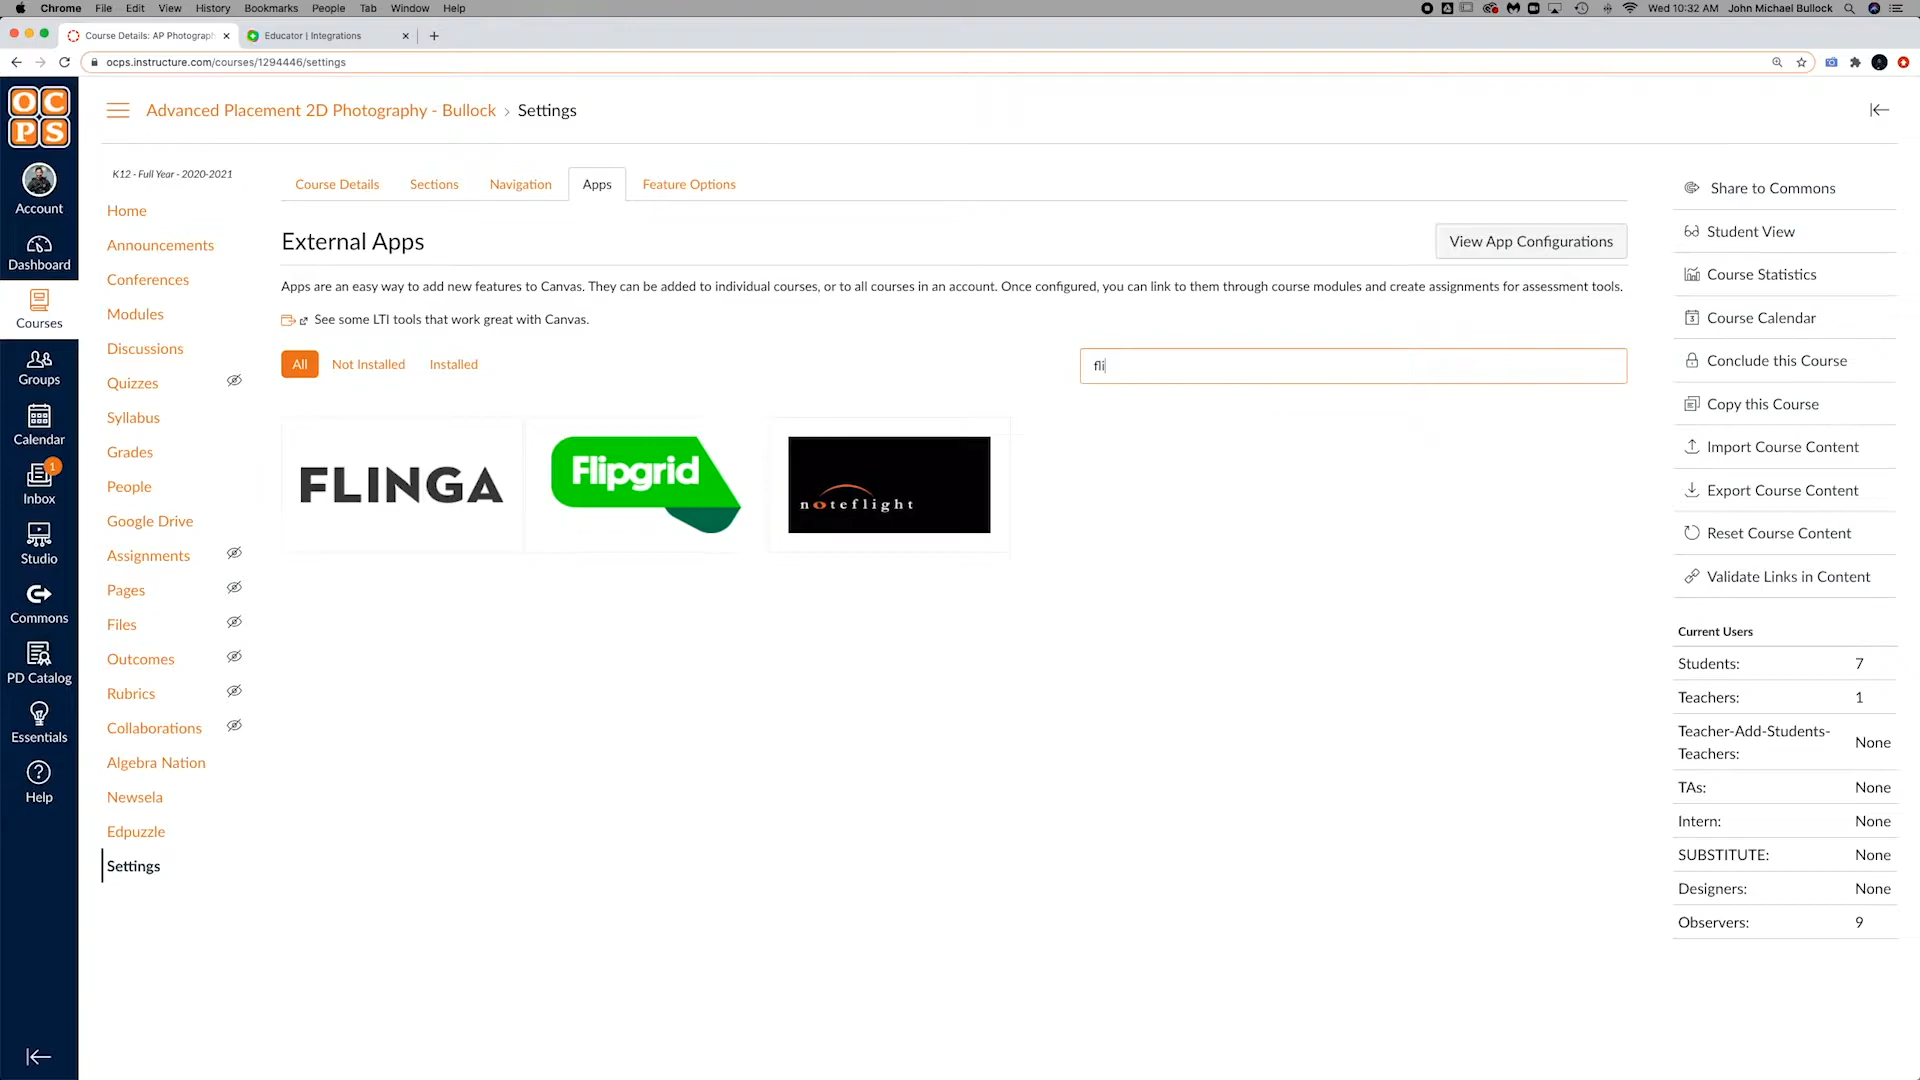 Chrome File Edit View History Bookmarks People Tab Window Help
Wed 10:32 AM John Michael Bullock
Course Details: AP Photograph
Educator | Integrations
ocps.instructure.com/courses/1294446/settings
OC
PS
Account
Dashboard
Courses
Groups
Calendar
1
Inbox
Studio
Commons
PD Catalog
Essentials
Help
Advanced Placement 2D Photography - Bullock › Settings
K12 - Full Year - 2020-2021
Home
Announcements
Conferences
Modules
Discussions
Quizzes
Syllabus
Grades
People
Google Drive
Assignments
Pages
Files
Outcomes
Rubrics
Collaborations
Algebra Nation
Newsela
Edpuzzle
Settings
Course Details Sections Navigation Apps Feature Options
External Apps
View App Configurations
Apps are an easy way to add new features to Canvas. They can be added to individual courses, or to all courses in an account. Once configured, you can link to them through course modules and create assignments for assessment tools.
See some LTI tools that work great with Canvas.
All Not Installed Installed
fli
FLINGA
Flipgrid
noteflight
Share to Commons
Student View
Course Statistics
Course Calendar
Conclude this Course
Copy this Course
Import Course Content
Export Course Content
Reset Course Content
Validate Links in Content
Current Users
Students: 7
Teachers: 1
Teacher-Add-Students-
Teachers: None
TAs: None
Intern: None
SUBSTITUTE: None
Designers: None
Observers: 9